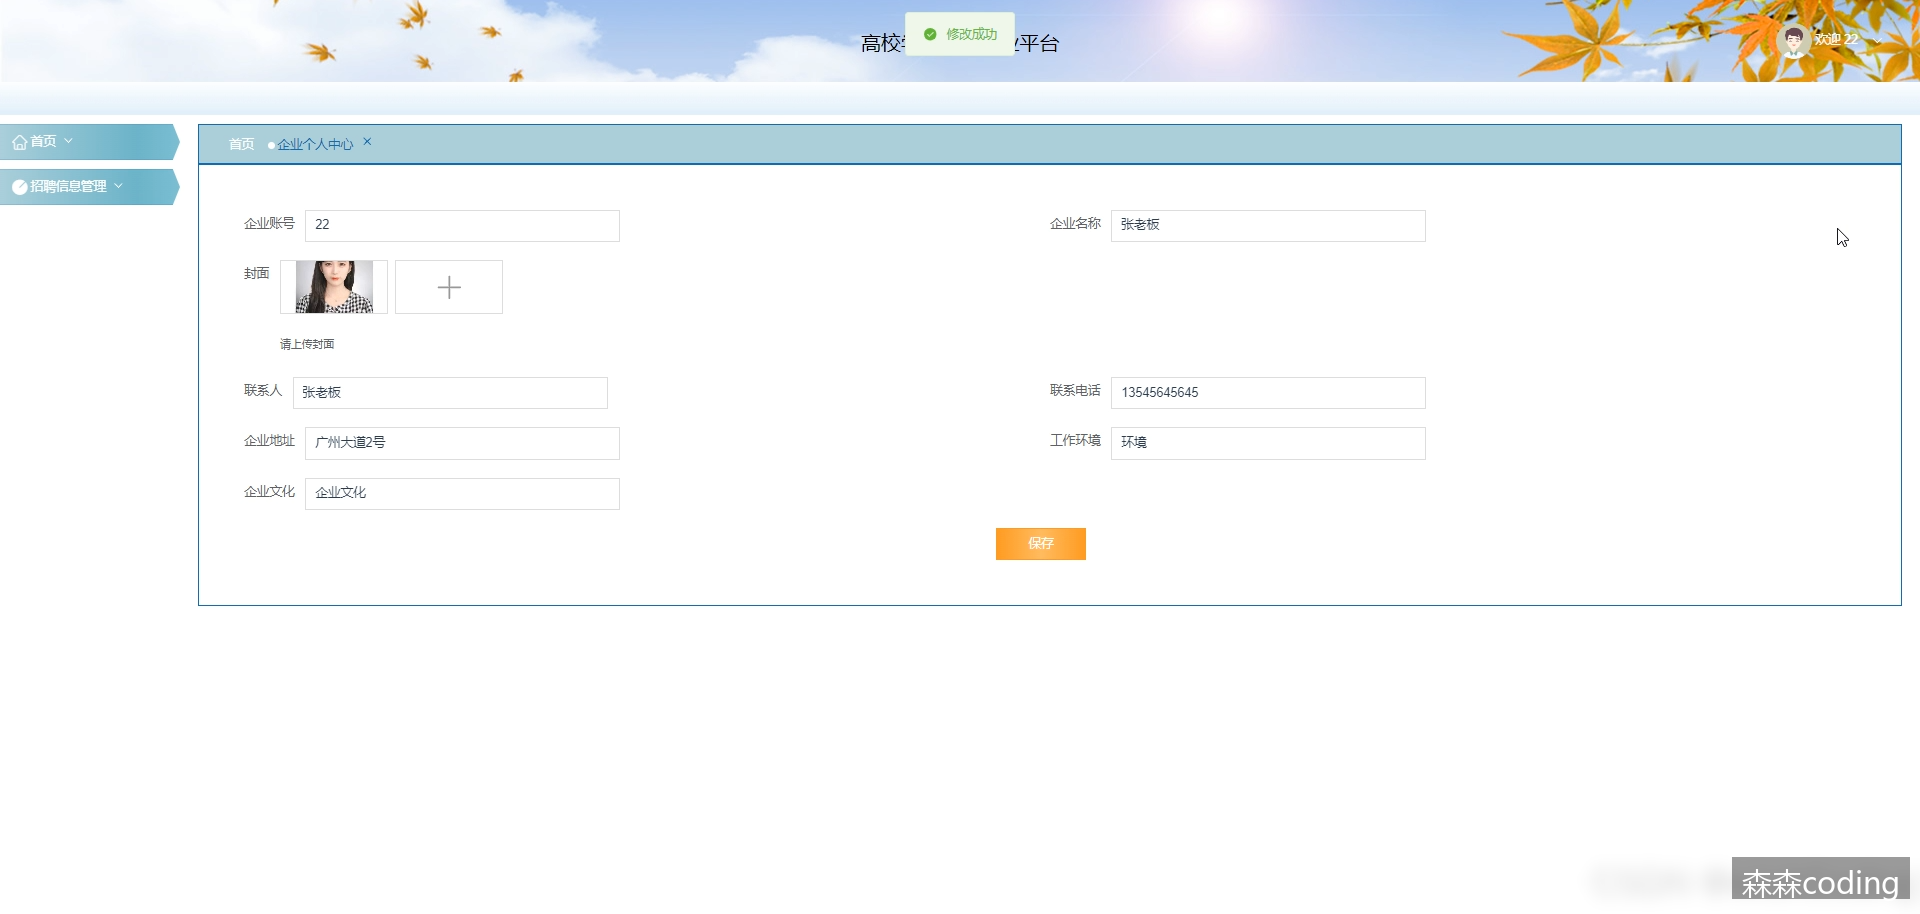 高校 业平台
修改成功
欢迎 22
首页
招聘信息管理
首页 企业个人中心
企业账号 22
企业名称 张老板
封面
请上传封面
联系人 张老板
联系电话 13545645645
企业地址 广州大道2号
工作环境 环境
企业文化 企业文化
保存
森森coding